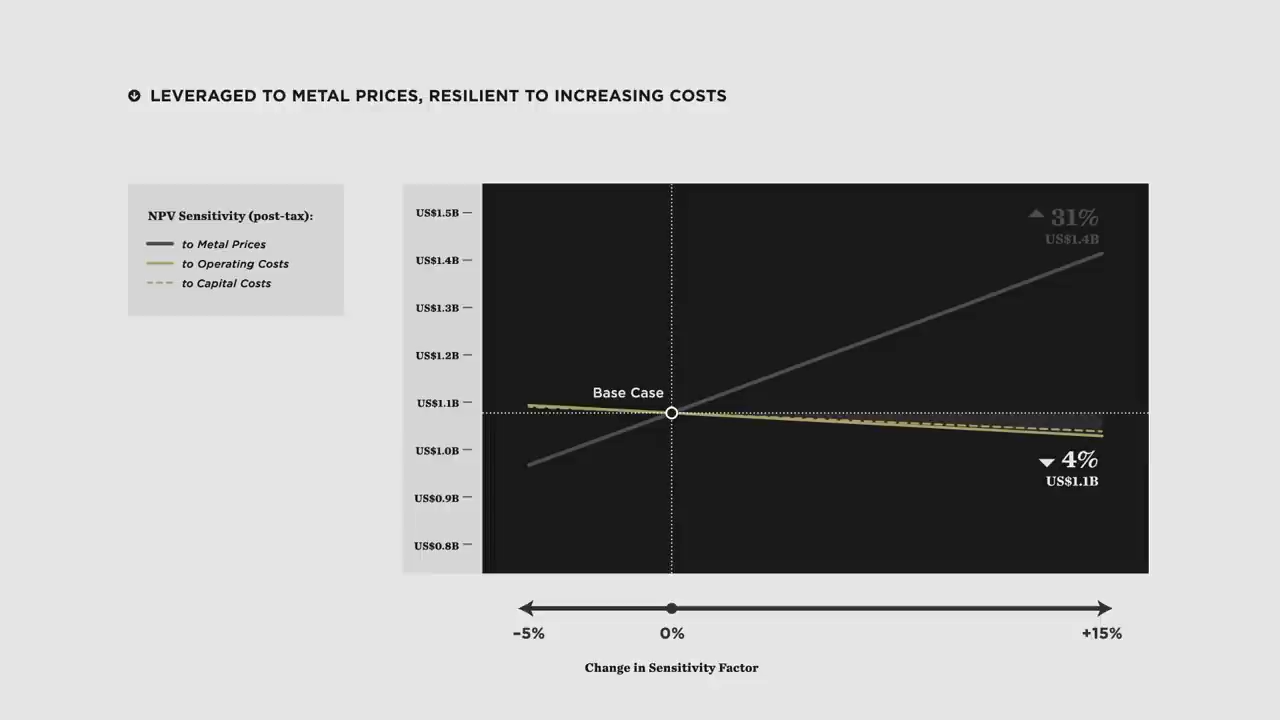 LEVERAGED TO METAL PRICES, RESILIENT TO INCREASING COSTS
NPV Sensitivity (post-tax):
to Metal Prices
to Operating Costs
to Capital Costs
US$1.5B
US$1.4B
US$1.3B
US$1.2B
US$1.1B
US$1.0B
US$0.9B
US$0.8B
31%
US$1.4B
Base Case
4%
US$1.1B
-5%
0%
+15%
Change in Sensitivity Factor